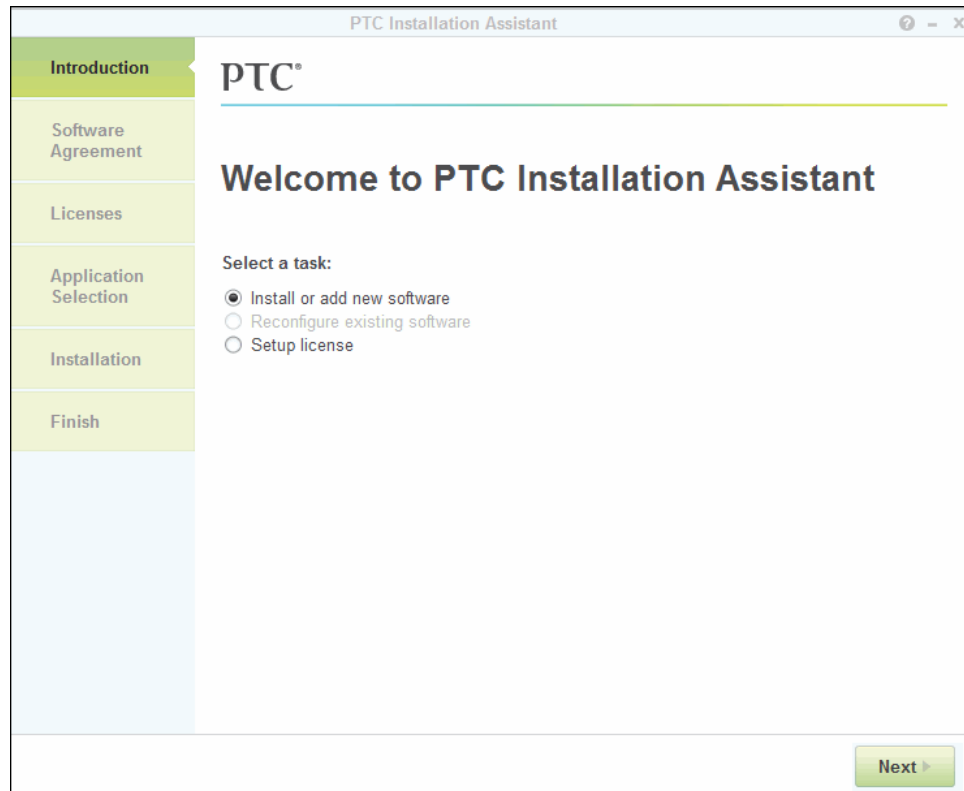 PTC Installation Assistant
Introduction
Software
Agreement
Licenses
Application
Selection
Installation
Finish
PTC®
Welcome to PTC Installation Assistant
Select a task:
Install or add new software
Reconfigure existing software
Setup license
Next